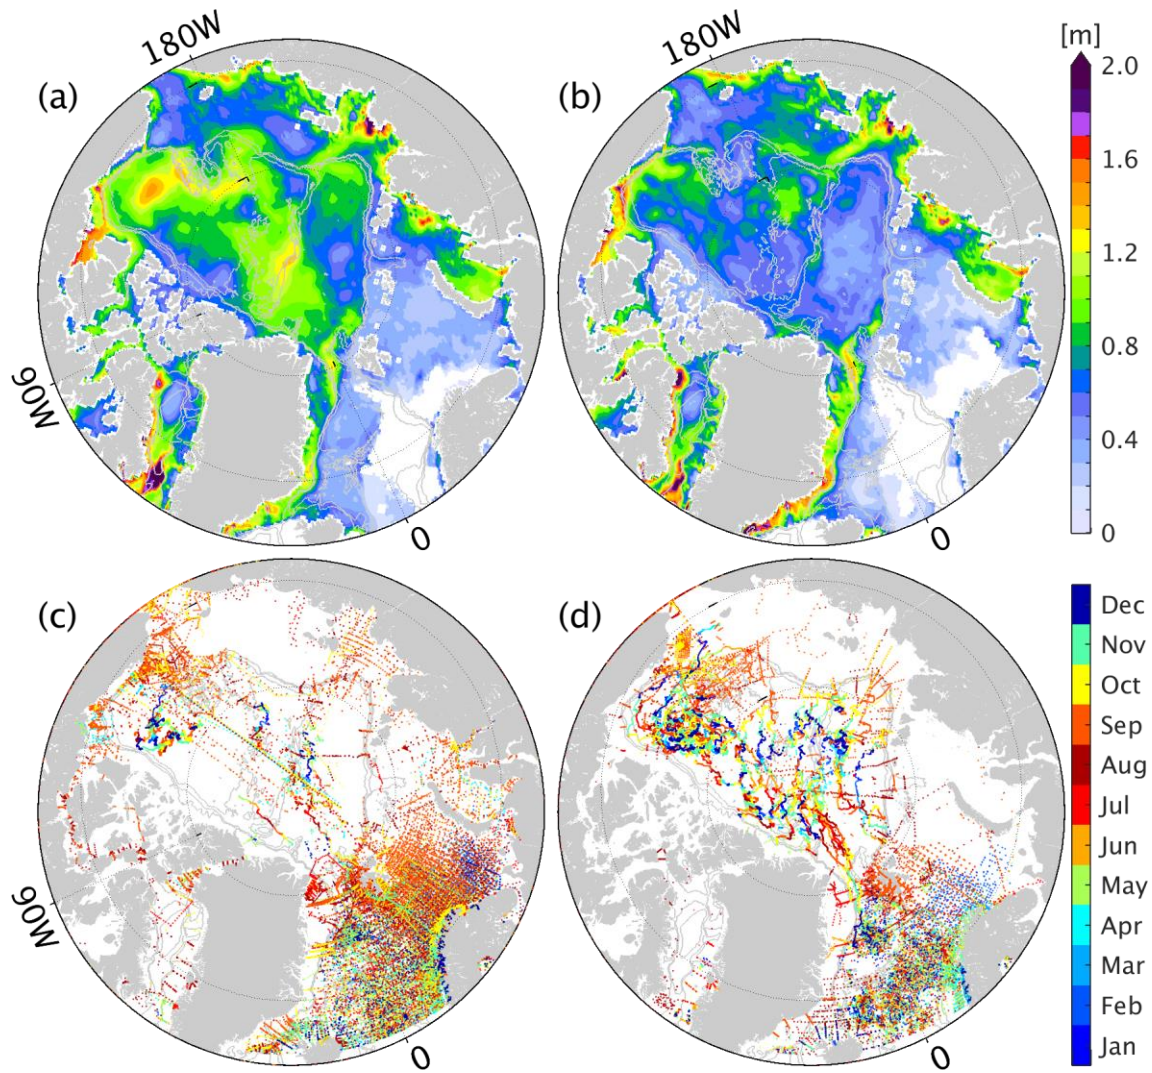 180W
180W
[m]
(a)
(b)
2.0
1.6
1.2
0.8
0.4
0
90W
0
0
(c)
(d)
Dec
Nov
Oct
Sep
Aug
Jul
Jun
May
Apr
Mar
Feb
Jan
90W
0
0